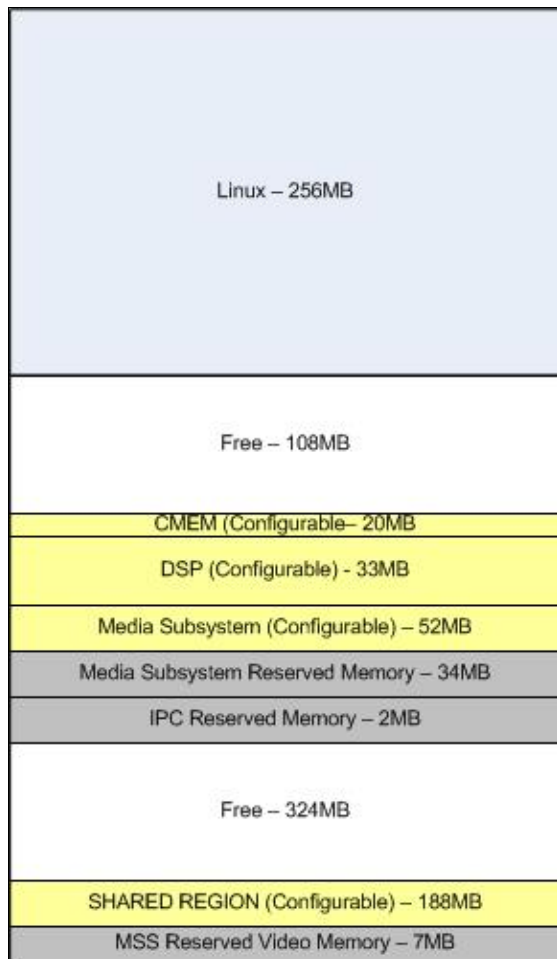 Linux – 256MB
Free – 108MB
CMEM (Configurable– 20MB
DSP (Configurable) - 33MB
Media Subsystem (Configurable) – 52MB
Media Subsystem Reserved Memory – 34MB
IPC Reserved Memory – 2MB
Free – 324MB
SHARED REGION (Configurable) – 188MB
MSS Reserved Video Memory – 7MB